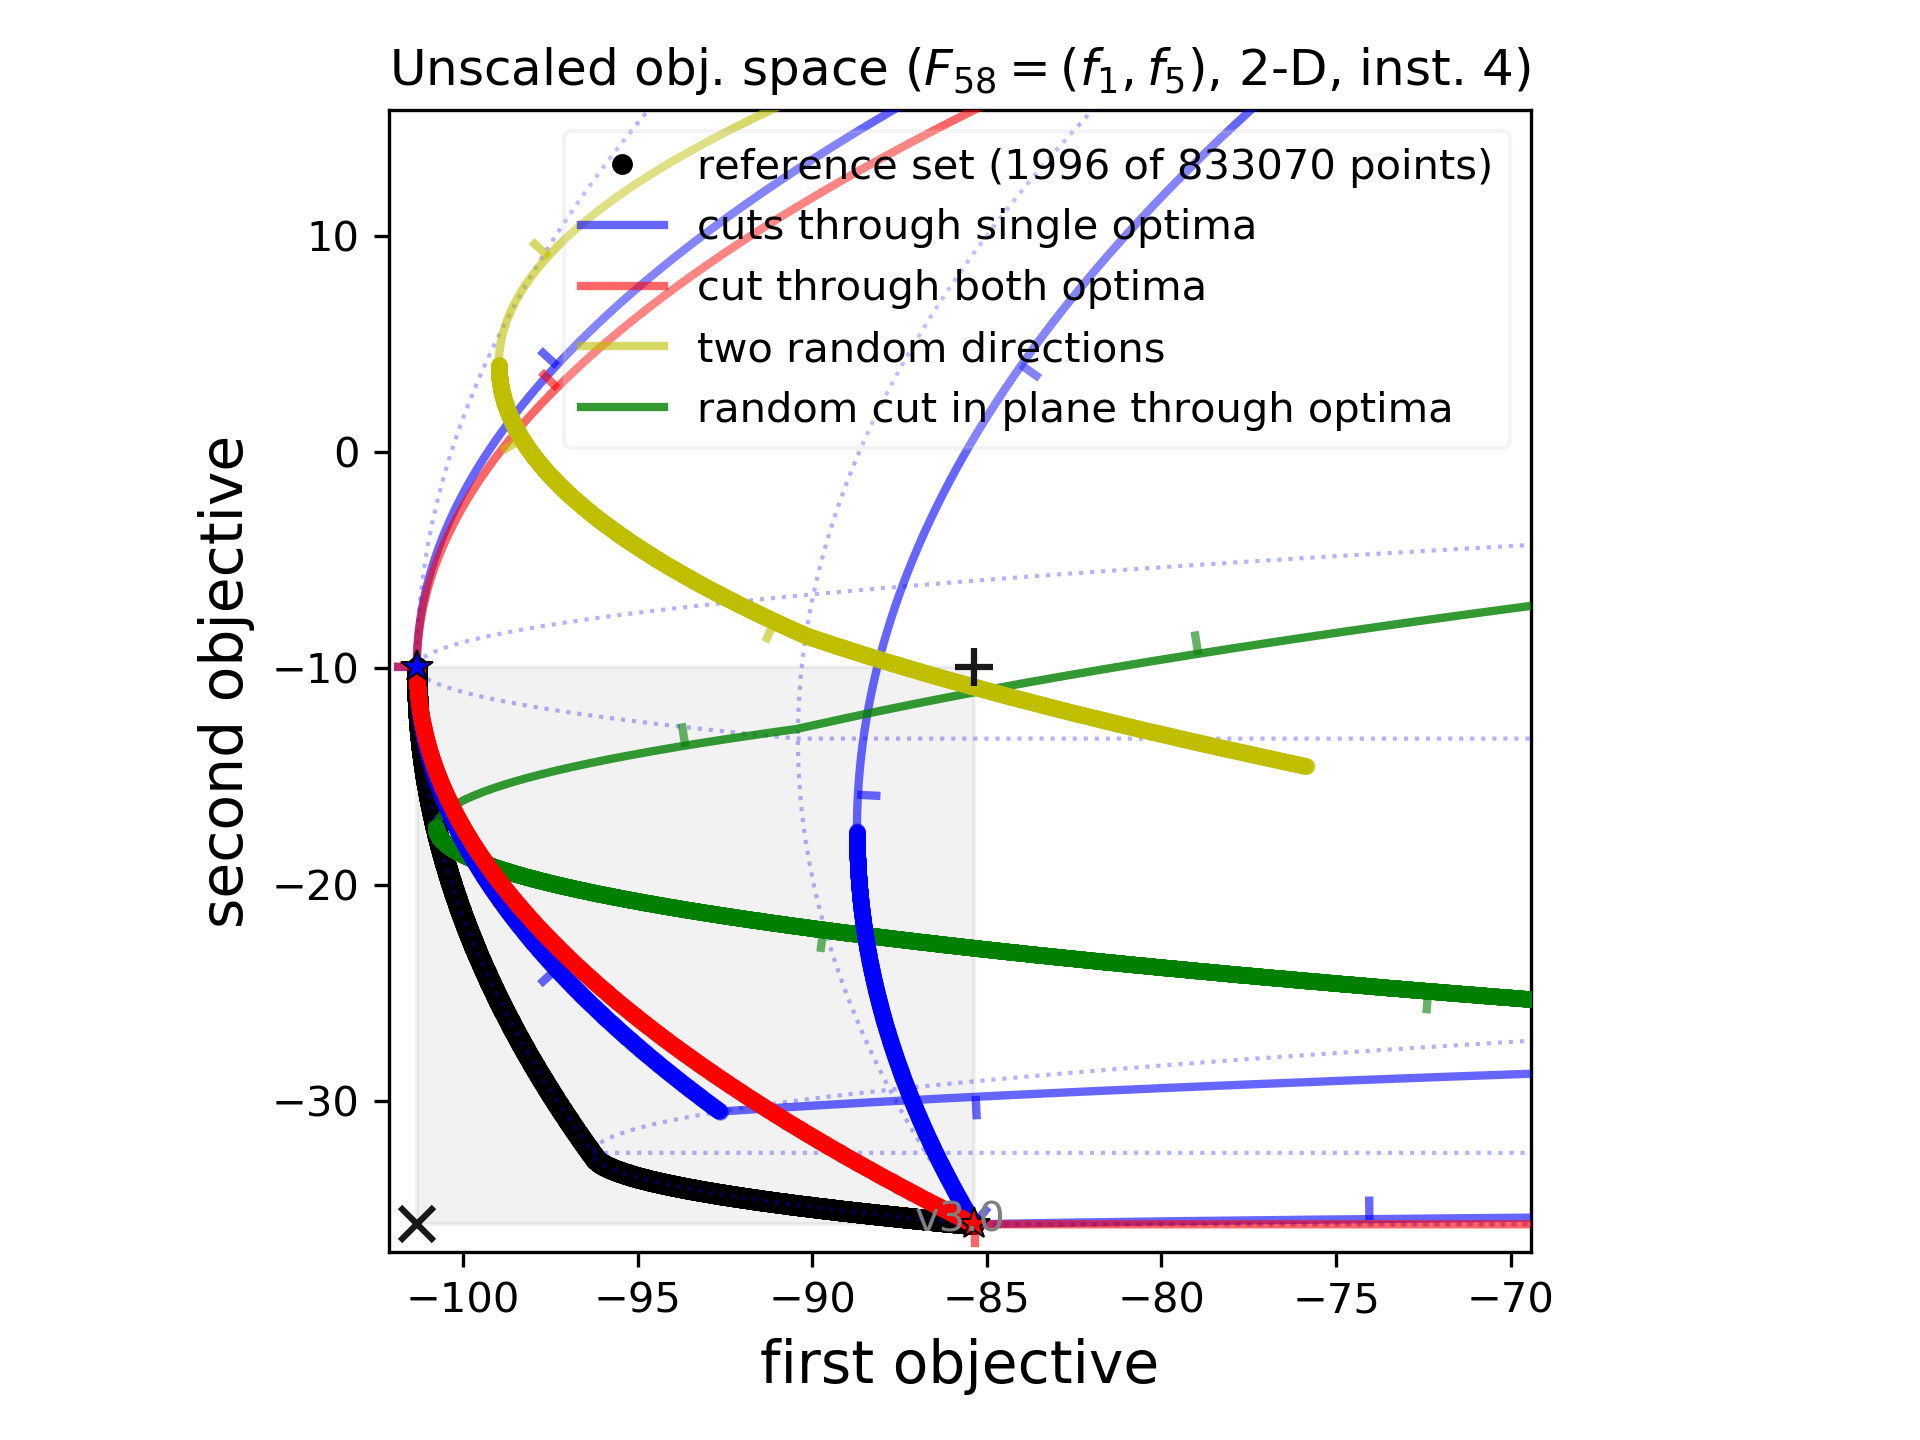 Unscaled obj. space (F58 = (f1, f5), 2-D, inst. 4)
reference set (1996 of 833070 points)
cuts through single optima
cut through both optima
two random directions
random cut in plane through optima
10
0
−10
−20
−30
second objective
v3.0
−100
−95
−90
−85
−80
−75
−70
first objective